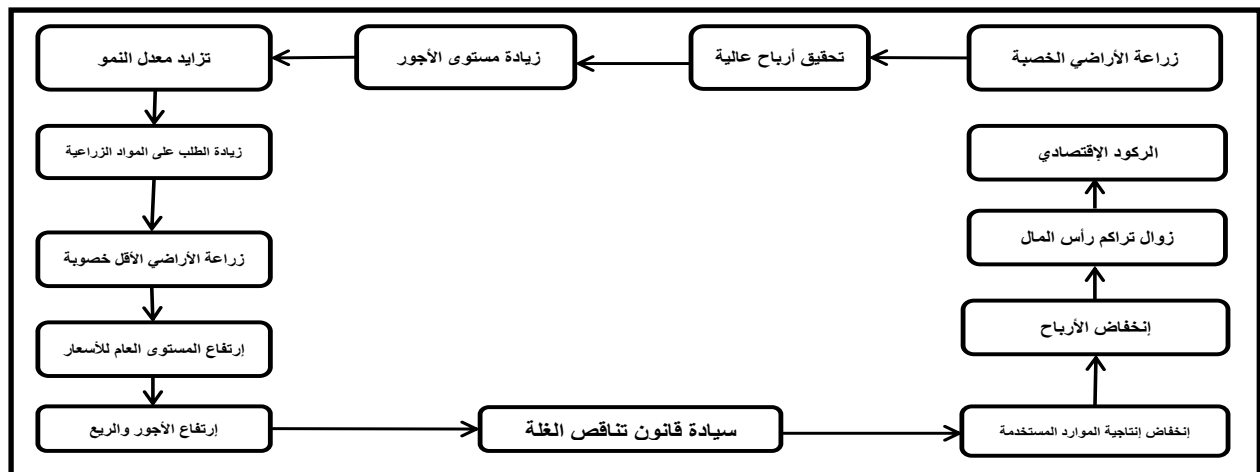 زراعة الأراضي الخصبة
تحقيق أرباح عالية
زيادة مستوى الأجور
تزايد معدل النمو
زيادة الطلب على المواد الزراعية
زراعة الأراضي الأقل خصوبة
إرتفاع المستوى العام للأسعار
إرتفاع الأجور والريع
سيادة قانون تناقص الغلة
إنخفاض إنتاجية الموارد المستخدمة
إنخفاض الأرباح
زوال تراكم رأس المال
الركود الإقتصادي